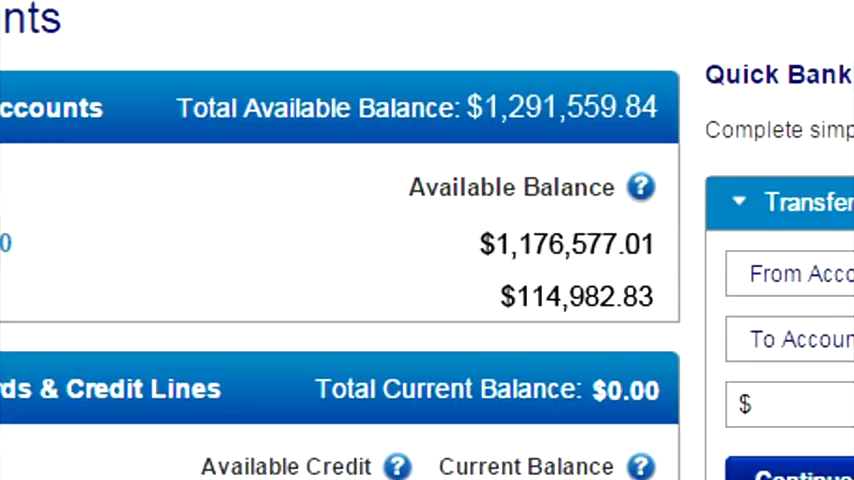 nts
ccounts Total Available Balance: $1,291,559.84
Available Balance ?
0 $1,176,577.01
$114,982.83
rds & Credit Lines Total Current Balance: $0.00
Available Credit ? Current Balance ?
Quick Bank
Complete simp
Transfer
From Acco
To Accoun
$
Continue